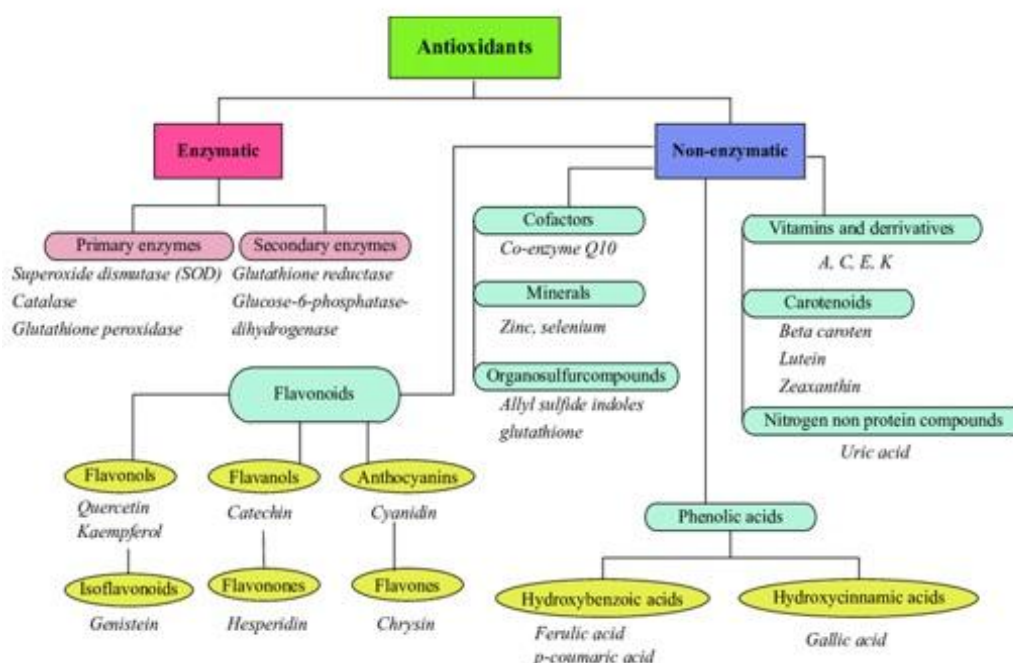 Antioxidants
Enzymatic
Non-enzymatic
Primary enzymes
Superoxide dismutase (SOD)
Catalase
Glutathione peroxidase
Secondary enzymes
Glutathione reductase
Glucose-6-phosphatase-
dihydrogenase
Cofactors
Co-enzyme Q10
Minerals
Zinc, selenium
Organosulfurcompounds
Allyl sulfide indoles
glutathione
Vitamins and derrivatives
A, C, E, K
Carotenoids
Beta caroten
Lutein
Zeaxanthin
Nitrogen non protein compounds
Uric acid
Flavonoids
Flavonols
Quercetin
Kaempferol
Flavanols
Catechin
Anthocyanins
Cyanidin
Isoflavonoids
Genistein
Flavonones
Hesperidin
Flavones
Chrysin
Phenolic acids
Hydroxybenzoic acids
Ferulic acid
p-coumaric acid
Hydroxycinnamic acids
Gallic acid